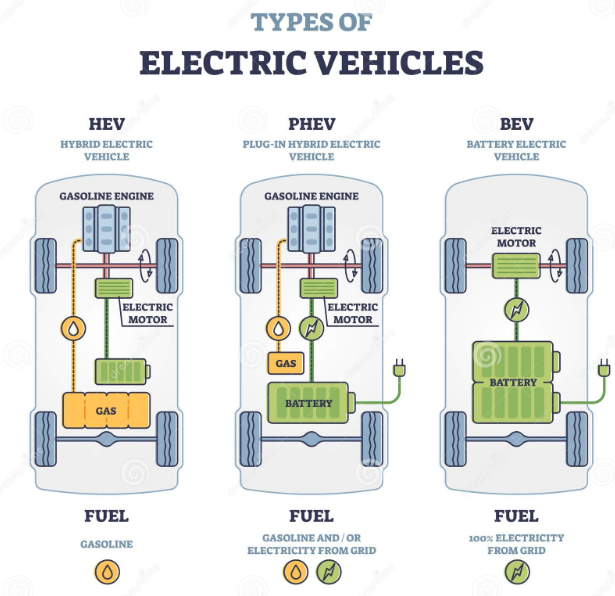 TYPES OF
ELECTRIC VEHICLES
HEV
HYBRID ELECTRIC
VEHICLE
GASOLINE ENGINE
ELECTRIC
MOTOR
GAS
FUEL
GASOLINE
PHEV
PLUG-IN HYBRID ELECTRIC
VEHICLE
GASOLINE ENGINE
ELECTRIC
MOTOR
GAS
BATTERY
FUEL
GASOLINE AND / OR
ELECTRICITY FROM GRID
BEV
BATTERY ELECTRIC
VEHICLE
ELECTRIC
MOTOR
BATTERY
FUEL
100% ELECTRICITY
FROM GRID